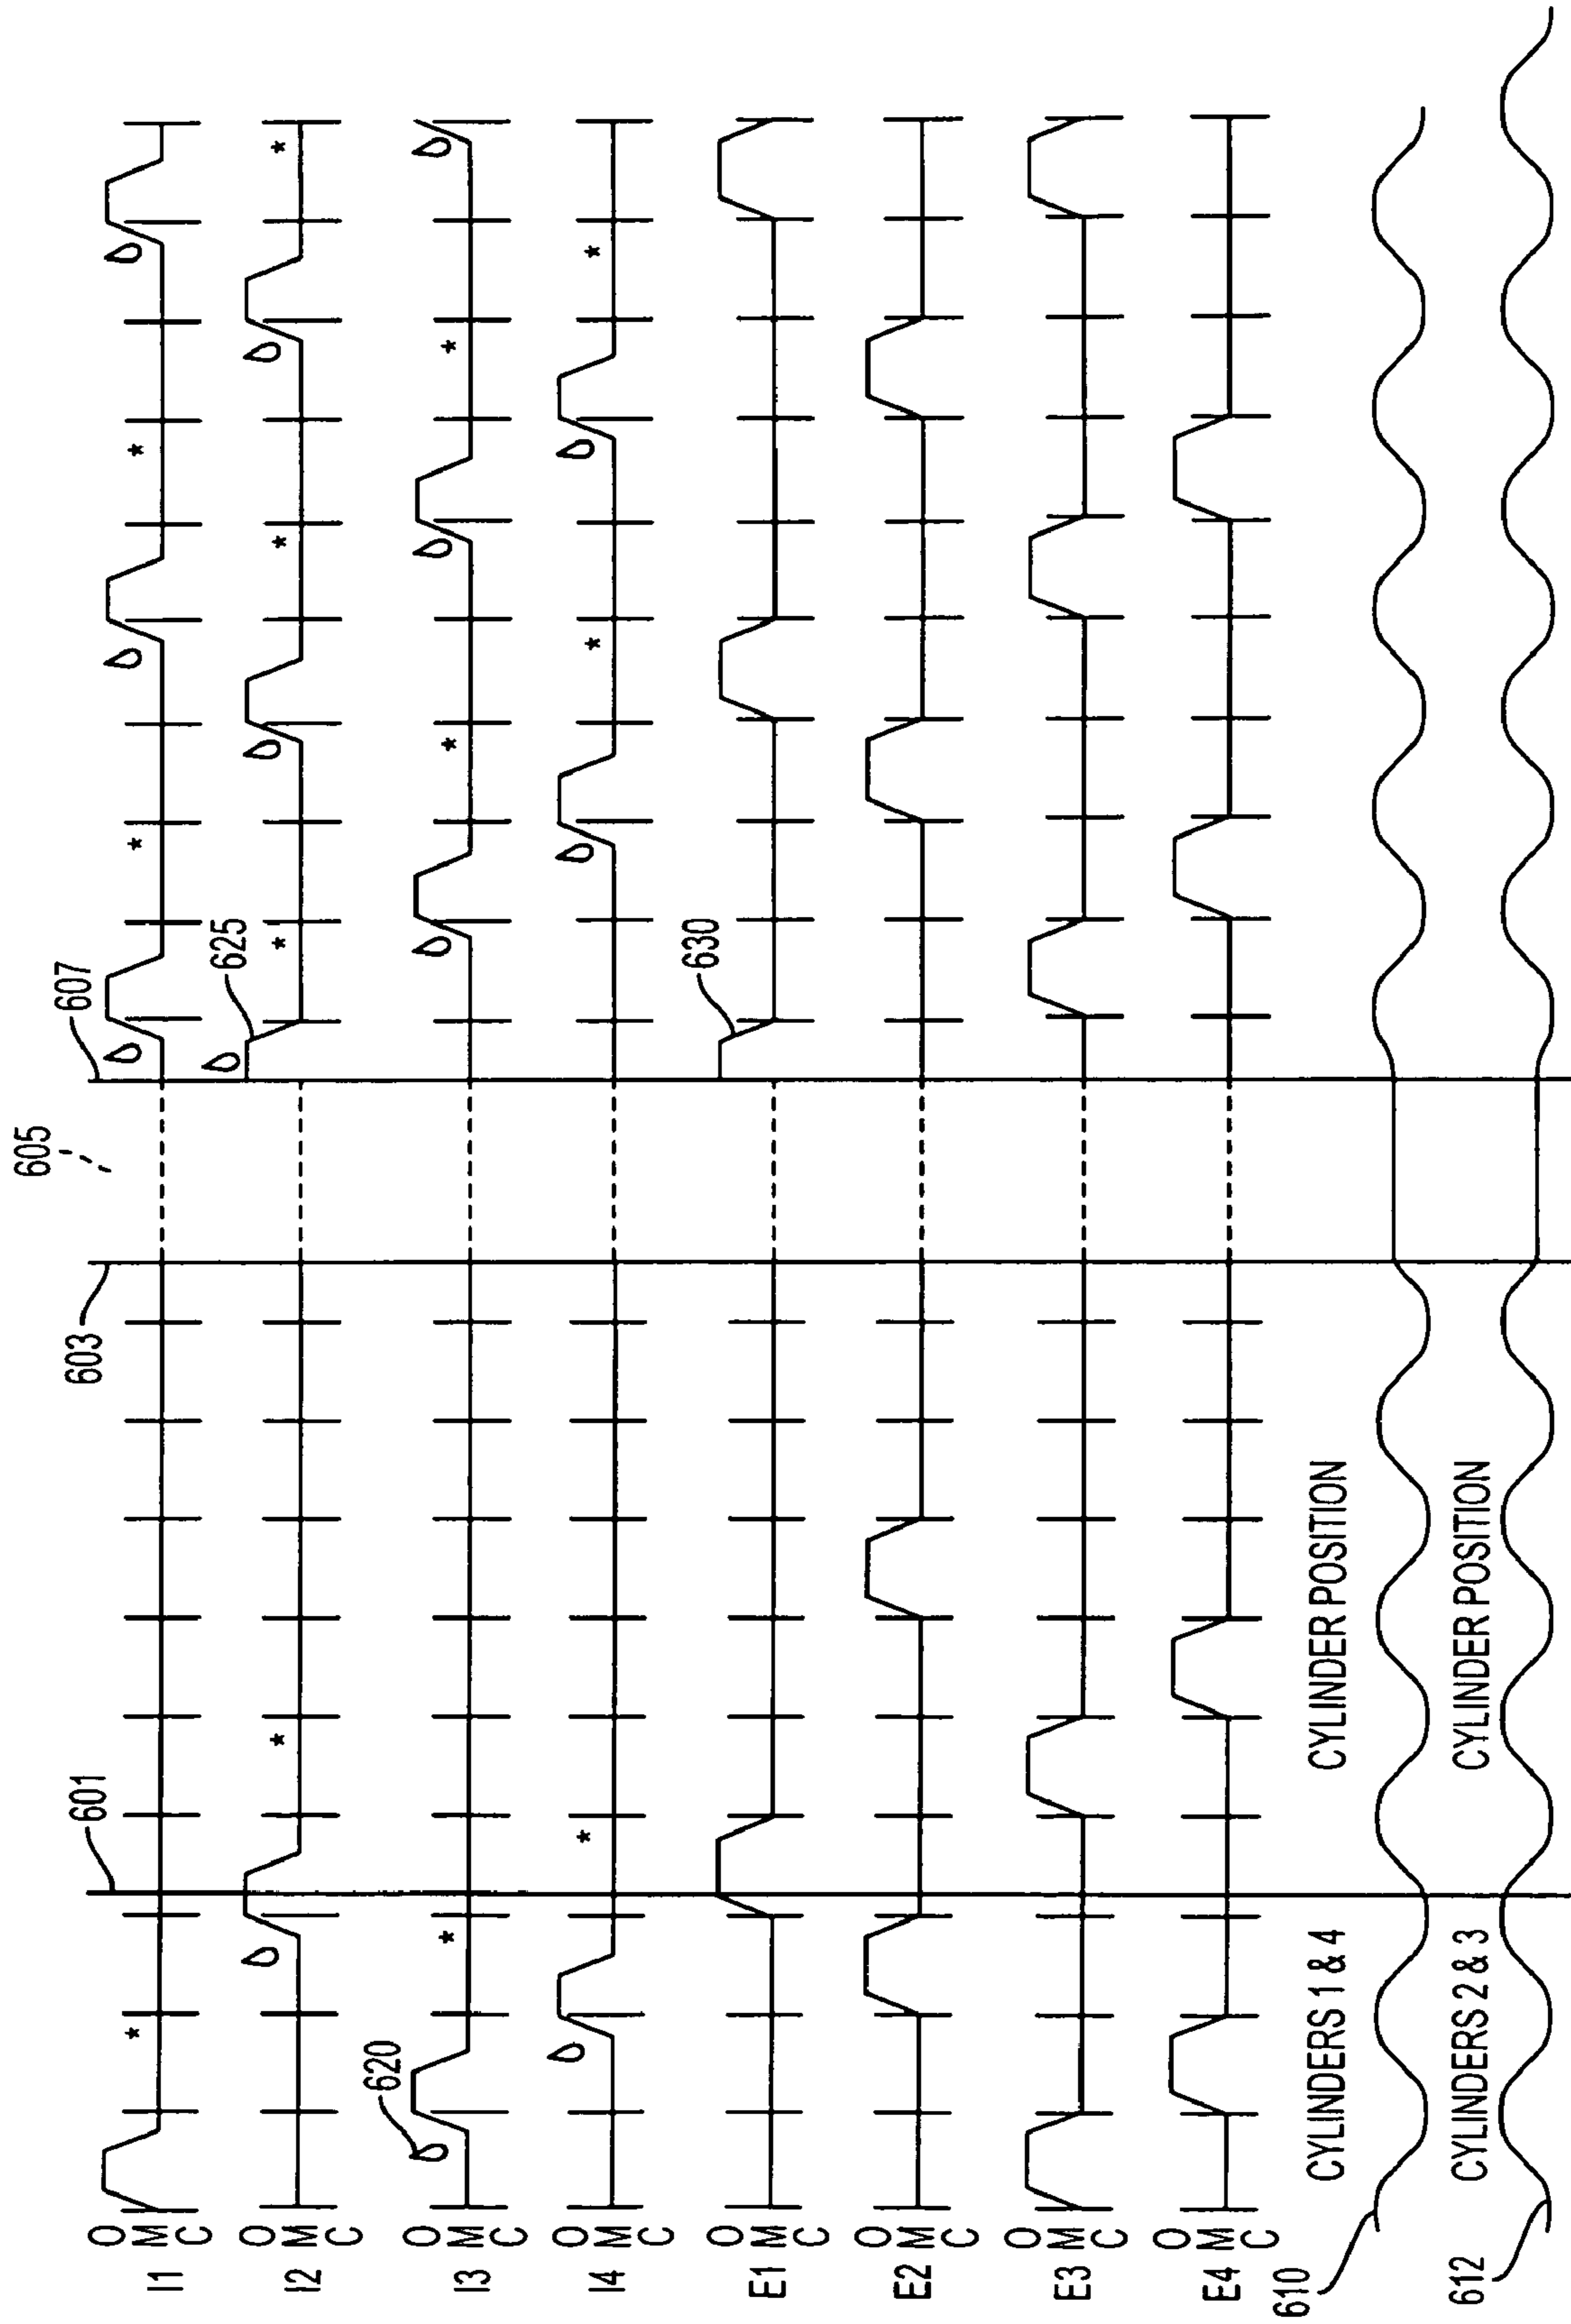 601
603
605
607
O
M
C
I1
*
*
*
*
O
M
C
I2
*
*
*
*
625
O
M
C
I3
*
*
*
620
O
M
C
I4
*
*
*
O
M
C
E1
630
O
M
C
E2
O
M
C
E3
O
M
C
E4
CYLINDERS 1 & 4
CYLINDER POSITION
610
CYLINDERS 2 & 3
CYLINDER POSITION
612